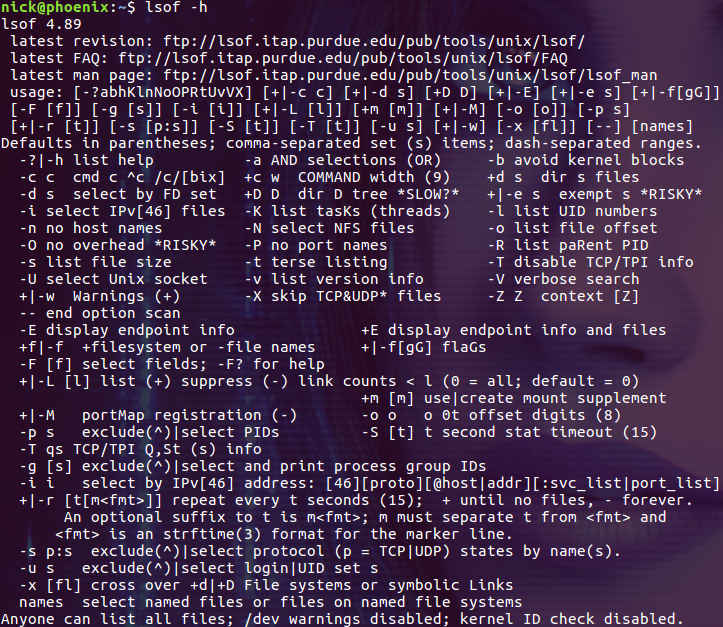 nick@phoenix:~$ lsof -h
lsof 4.89
 latest revision: ftp://lsof.itap.purdue.edu/pub/tools/unix/lsof/
 latest FAQ: ftp://lsof.itap.purdue.edu/pub/tools/unix/lsof/FAQ
 latest man page: ftp://lsof.itap.purdue.edu/pub/tools/unix/lsof/lsof_man
 usage: [-?abhKlnNoOPRtUvVX] [+|-c c] [+|-d s] [+D D] [+|-E] [+|-e s] [+|-f[gG]]
 [-F [f]] [-g [s]] [-i [i]] [+|-L [l]] [+m [m]] [+|-M] [-o [o]] [-p s]
 [+|-r [t]] [-s [p:s]] [-S [t]] [-T [t]] [-u s] [+|-w] [-x [fl]] [--] [names]
Defaults in parentheses; comma-separated set (s) items; dash-separated ranges.
  -?|-h list help          -a AND selections (OR)     -b avoid kernel blocks
  -c c  cmd c ^c /c/[bix]  +c w  COMMAND width (9)    +d s  dir s files
  -d s  select by FD set   +D D  dir D tree *SLOW?*   +|-e s  exempt s *RISKY*
  -i select IPv[46] files  -K list tasKs (threads)    -l list UID numbers
  -n no host names         -N select NFS files        -o list file offset
  -O no overhead *RISKY*   -P no port names           -R list paRent PID
  -s list file size        -t terse listing           -T disable TCP/TPI info
  -U select Unix socket    -v list version info       -V verbose search
  +|-w  Warnings (+)       -X skip TCP&UDP* files     -Z Z  context [Z]
  -- end option scan
  -E display endpoint info              +E display endpoint info and files
  +f|-f  +filesystem or -file names     +|-f[gG] flaGs
  -F [f] select fields; -F? for help
  +|-L [l] list (+) suppress (-) link counts < l (0 = all; default = 0)
                                        +m [m] use|create mount supplement
  +|-M   portMap registration (-)       -o o   o 0t offset digits (8)
  -p s   exclude(^)|select PIDs         -S [t] t second stat timeout (15)
  -T qs TCP/TPI Q,St (s) info
  -g [s] exclude(^)|select and print process group IDs
  -i i   select by IPv[46] address: [46][proto][@host|addr][:svc_list|port_list]
  +|-r [t[m<fmt>]] repeat every t seconds (15);  + until no files, - forever.
       An optional suffix to t is m<fmt>; m must separate t from <fmt> and
      <fmt> is an strftime(3) format for the marker line.
  -s p:s  exclude(^)|select protocol (p = TCP|UDP) states by name(s).
  -u s   exclude(^)|select login|UID set s
  -x [fl] cross over +d|+D File systems or symbolic Links
  names  select named files or files on named file systems
Anyone can list all files; /dev warnings disabled; kernel ID check disabled.